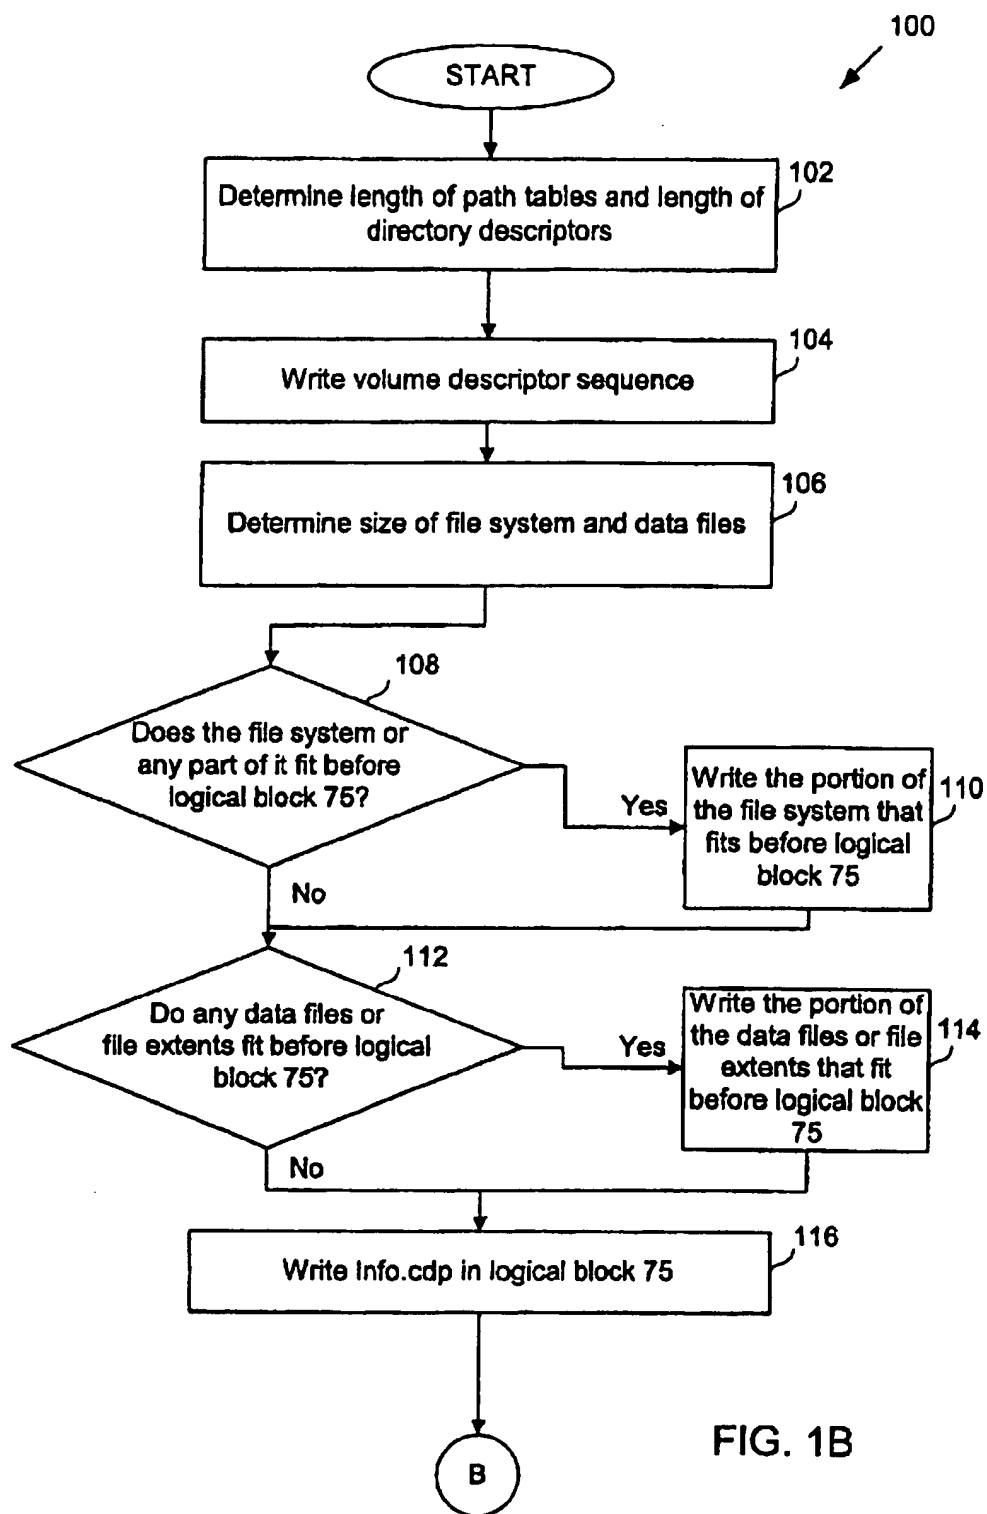 100
START
102
Determine length of path tables and length of
directory descriptors
104
Write volume descriptor sequence
106
Determine size of file system and data files
108
Does the file system or
any part of it fit before
logical block 75?
Yes
Write the portion of
the file system that
fits before logical
block 75
110
No
112
Do any data files or
file extents fit before logical
block 75?
Yes
Write the portion of
the data files or file
extents that fit
before logical block
75
114
No
116
Write info.cdp in logical block 75
B
FIG. 1B